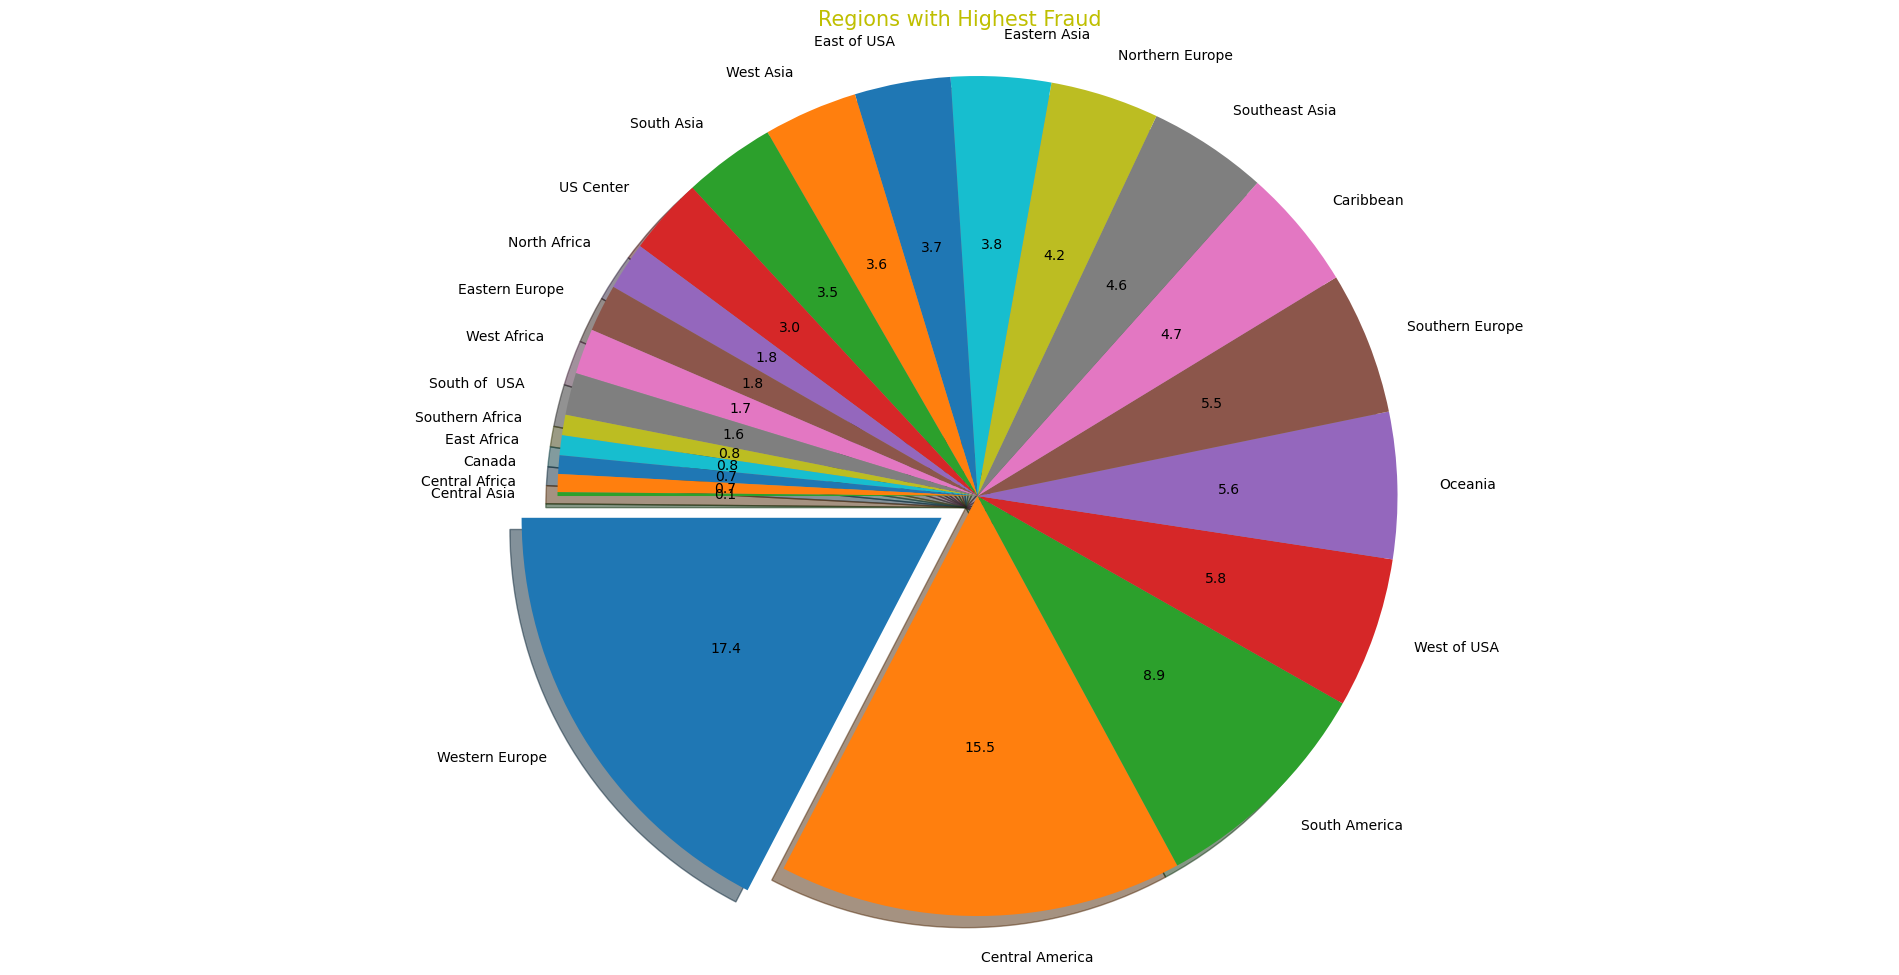 Regions with Highest Fraud
Eastern Asia
East of USA
Northern Europe
West Asia
Southeast Asia
South Asia
US Center
Caribbean
North Africa
Eastern Europe
Southern Europe
West Africa
South of  USA
Southern Africa
East Africa
Canada
Central Africa
Central Asia
Oceania
West of USA
Western Europe
South America
Central America
3.8
3.7
4.2
3.6
4.6
3.5
3.0
4.7
1.8
1.8
5.5
1.7
1.6
0.8
0.8
0.7
0.7
0.1
5.6
5.8
17.4
8.9
15.5